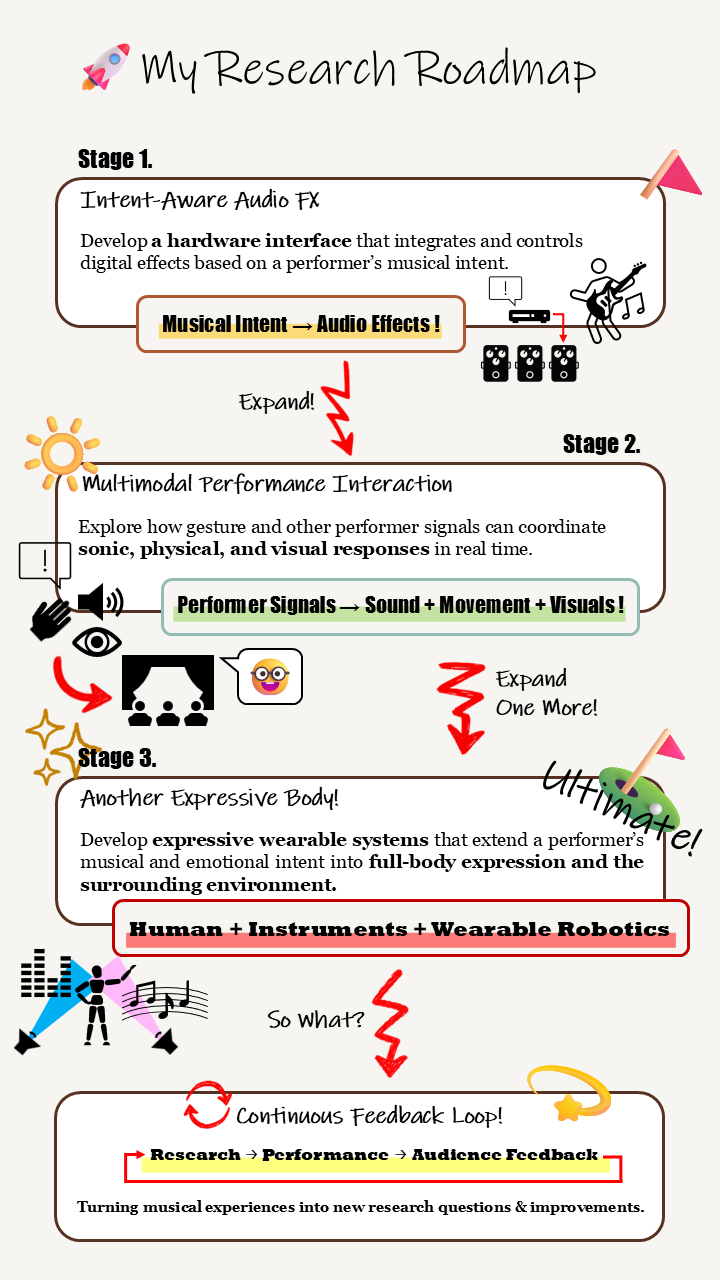 My Research Roadmap
Stage 1.
Intent-Aware Audio FX
Develop a hardware interface that integrates and controls
digital effects based on a performer's musical intent.
!
Musical Intent → Audio Effects !
Expand!
Stage 2.
Multimodal Performance Interaction
Explore how gesture and other performer signals can coordinate
sonic, physical, and visual responses in real time.
!
Performer Signals → Sound + Movement + Visuals !
Expand
One More!
Stage 3.
Ultimate!
Another Expressive Body!
Develop expressive wearable systems that extend a performer's
musical and emotional intent into full-body expression and the
surrounding environment.
Human + Instruments + Wearable Robotics
So What?
Continuous Feedback Loop!
Research → Performance → Audience Feedback
Turning musical experiences into new research questions & improvements.